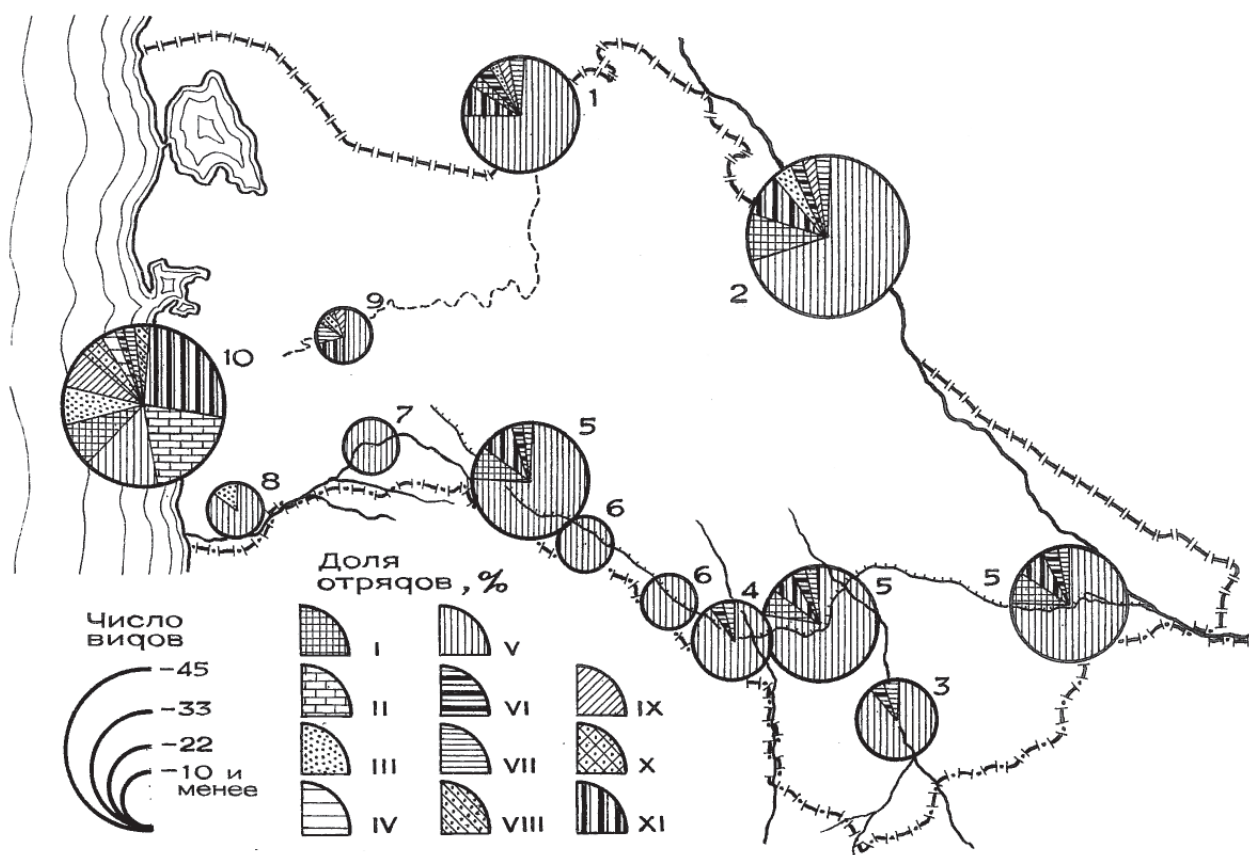 1
2
9
10
7
5
8
6
6
4
5
5
3
Доля
отрядов, %
Число
видов
-45
-33
-22
-10 и
менее
I
II
III
IV
V
VI
VII
VIII
IX
X
XI